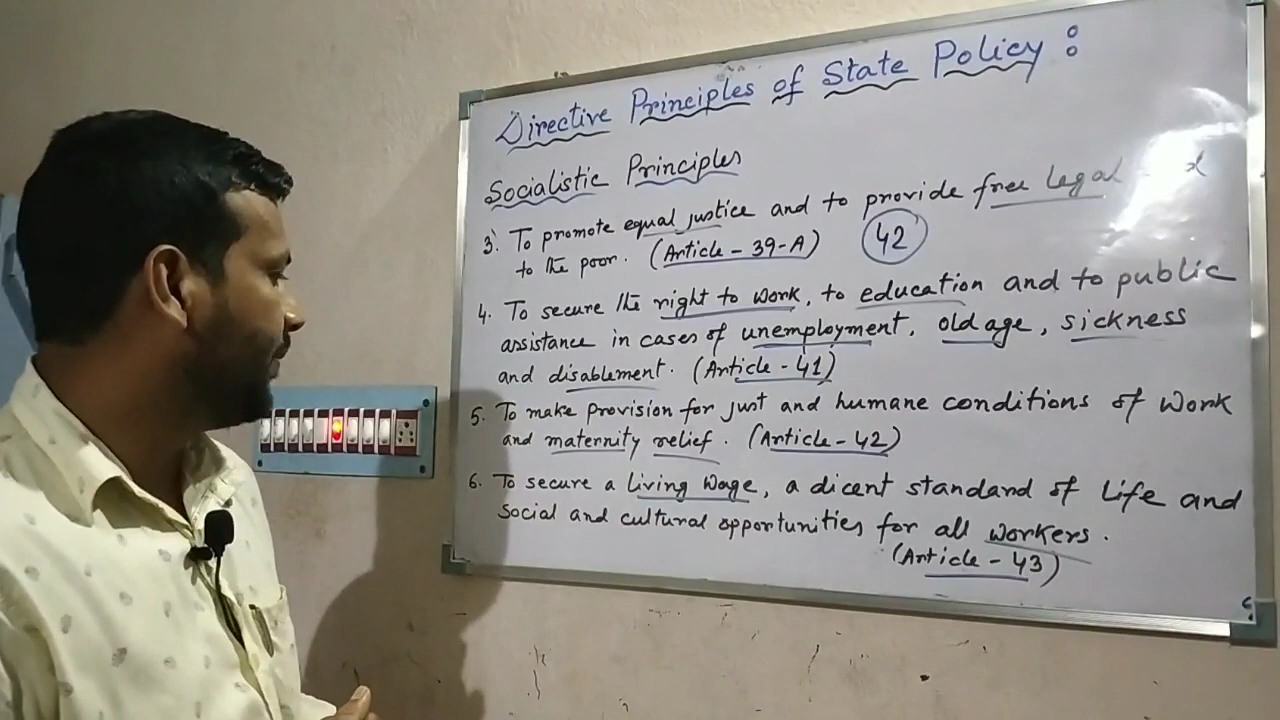 Directive Principles of State Policy :
Socialistic Principles
3. To promote equal justice and to provide free legal
to the poor. (Article - 39-A) 42
4. To secure the right to work, to education and to public
assistance in cases of unemployment, old age, sickness
and disablement. (Article - 41)
5. To make provision for just and humane conditions of work
and maternity relief. (Article - 42)
6. To secure a living wage, a dicent standard of life and
social and cultural opportunities for all workers.
(Article - 43)